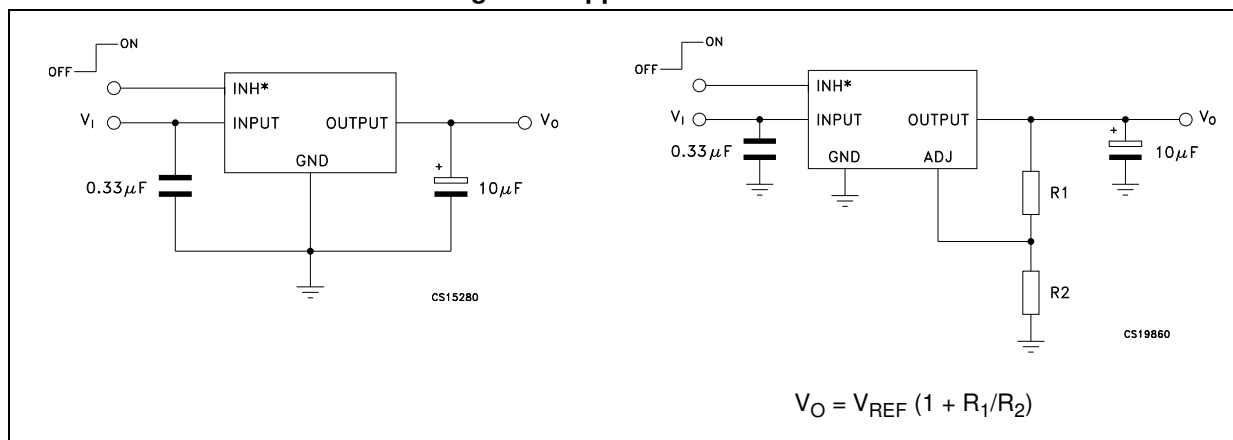 ON
OFF
INH*
V_I
INPUT
OUTPUT
V_O
GND
0.33µF
+
10µF
CS15280
ON
OFF
INH*
V_I
INPUT
OUTPUT
V_O
0.33µF
GND
ADJ
+
10µF
R1
R2
CS19860
V_O = V_REF (1 + R_1/R_2)